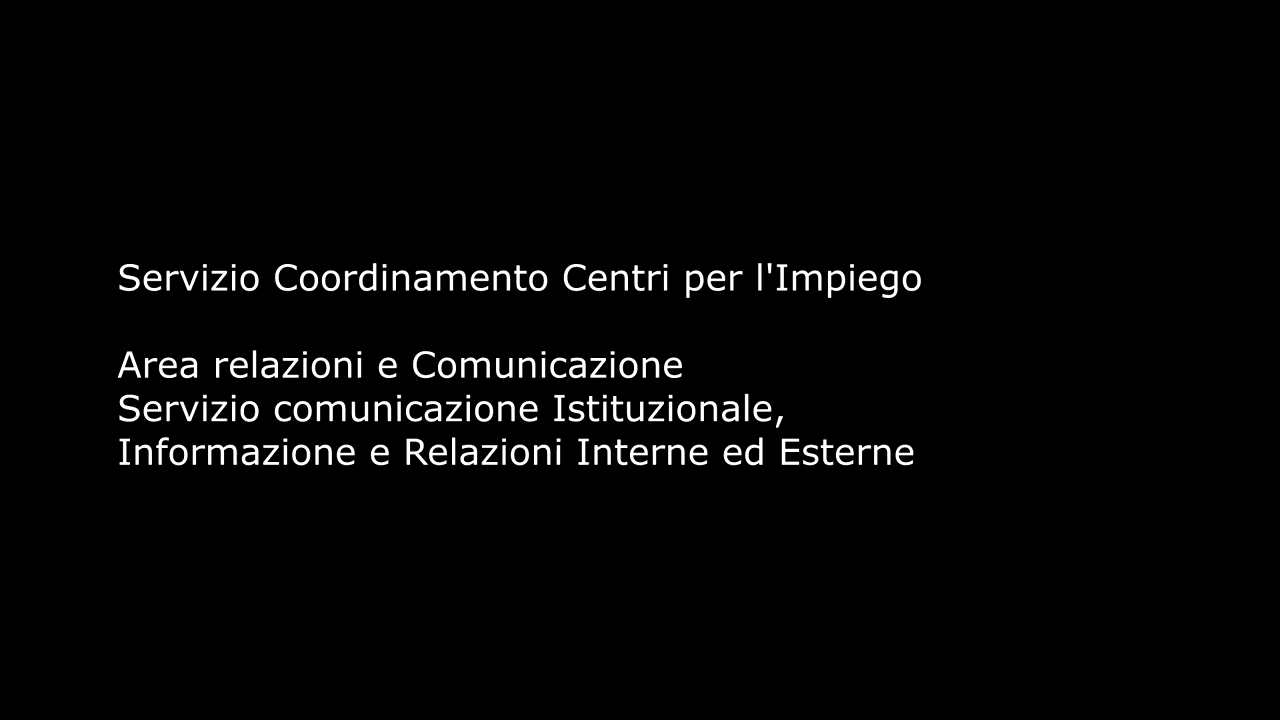 Servizio Coordinamento Centri per l'Impiego
Area relazioni e Comunicazione
Servizio comunicazione Istituzionale,
Informazione e Relazioni Interne ed Esterne